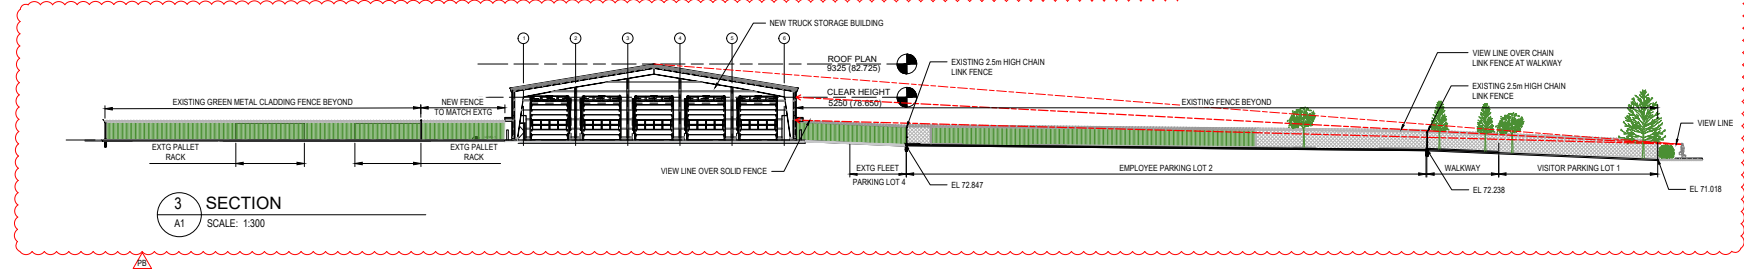 NEW TRUCK STORAGE BUILDING
1
2
3
4
5
6
ROOF PLAN
9325 (82.725)
EXISTING 2.5m HIGH CHAIN
LINK FENCE
VIEW LINE OVER CHAIN
LINK FENCE AT WALKWAY
CLEAR HEIGHT
5250 (78.650)
EXISTING 2.5m HIGH CHAIN
LINK FENCE
EXISTING GREEN METAL CLADDING FENCE BEYOND
NEW FENCE
TO MATCH EXTG
EXISTING FENCE BEYOND
VIEW LINE
EXTG PALLET
RACK
EXTG PALLET
RACK
VIEW LINE OVER SOLID FENCE
EXTG FLEET
PARKING LOT 4
EMPLOYEE PARKING LOT 2
WALKWAY
VISITOR PARKING LOT 1
EL 72.847
EL 72.238
EL 71.018
3
SECTION
A1
SCALE: 1:300
PB